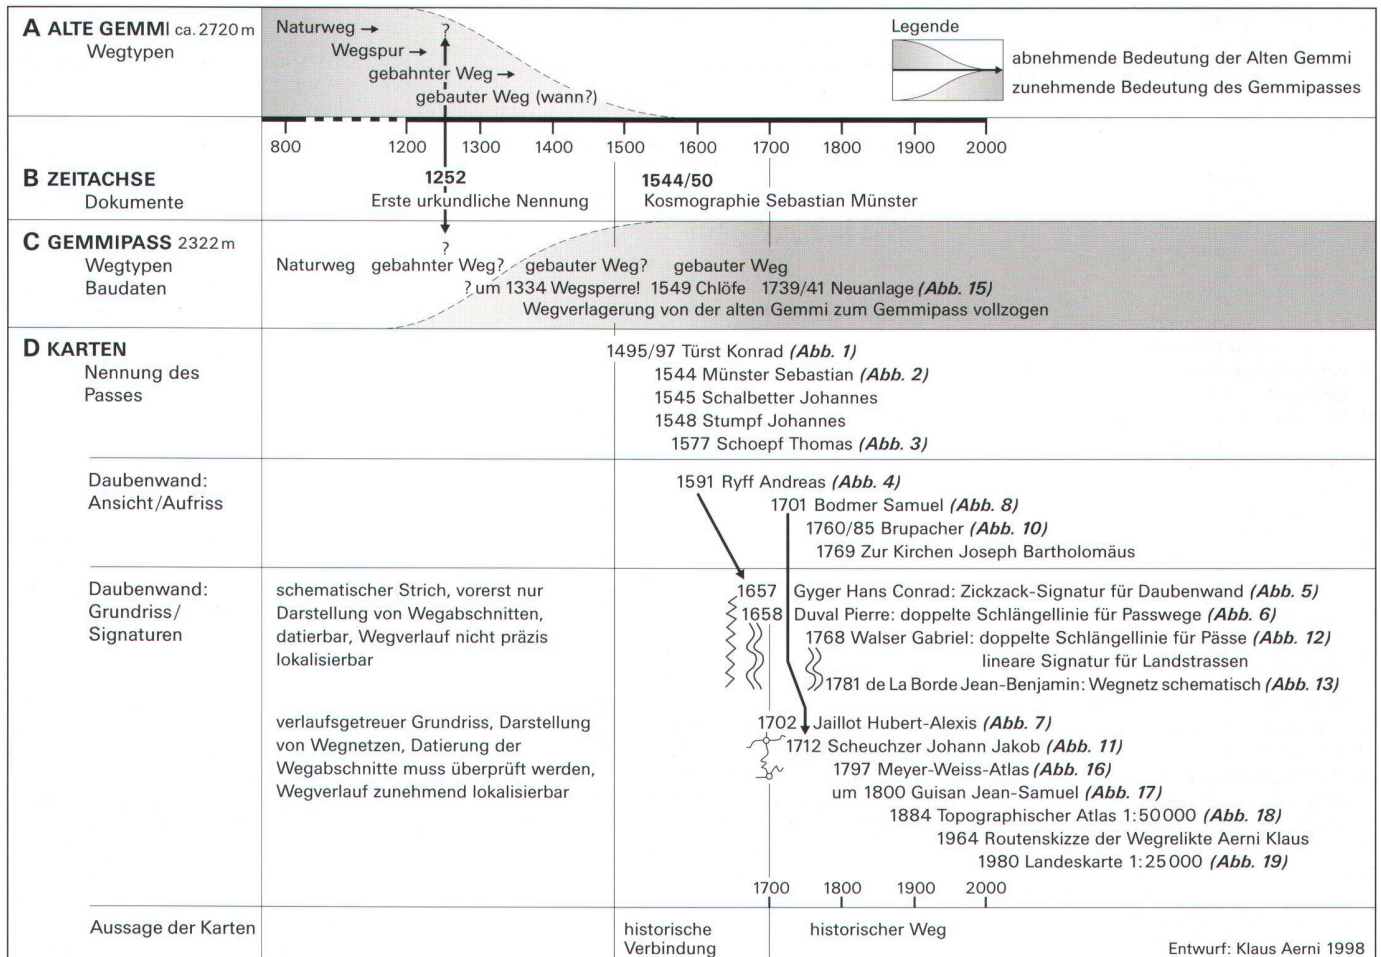 A ALTE GEMMI ca. 2720 m
Wegtypen
Naturweg
?
Wegspur
gebahnter Weg
gebauter Weg (wann?)
Legende
abnehmende Bedeutung der Alten Gemmi
zunehmende Bedeutung des Gemmipasses
800 1200 1300 1400 1500 1600 1700 1800 1900 2000
B ZEITACHSE
Dokumente
1252
Erste urkundliche Nennung
1544/50
Kosmographie Sebastian Münster
C GEMMIPASS 2322 m
Wegtypen
Baudaten
?
Naturweg gebahnter Weg? gebauter Weg? gebauter Weg
? um 1334 Wegsperre! 1549 Chlöfe 1739/41 Neuanlage (Abb. 15)
Wegverlagerung von der alten Gemmi zum Gemmipass vollzogen
D KARTEN
Nennung des
Passes
1495/97 Türst Konrad (Abb. 1)
1544 Münster Sebastian (Abb. 2)
1545 Schalbetter Johannes
1548 Stumpf Johannes
1577 Schoepf Thomas (Abb. 3)
Daubenwand:
Ansicht/Aufriss
1591 Ryff Andreas (Abb. 4)
1701 Bodmer Samuel (Abb. 8)
1760/85 Brupacher (Abb. 10)
1769 Zur Kirchen Joseph Bartholomäus
Daubenwand:
Grundriss/
Signaturen
schematischer Strich, vorerst nur
Darstellung von Wegabschnitten,
datierbar, Wegverlauf nicht präzis
lokalisierbar
1657 Gyger Hans Conrad: Zickzack-Signatur für Daubenwand (Abb. 5)
1658 Duval Pierre: doppelte Schlängellinie für Passwege (Abb. 6)
1768 Walser Gabriel: doppelte Schlängellinie für Pässe (Abb. 12)
lineare Signatur für Landstrassen
1781 de La Borde Jean-Benjamin: Wegnetz schematisch (Abb. 13)
verlaufsgetreuer Grundriss, Darstellung
von Wegnetzen, Datierung der
Wegabschnitte muss überprüft werden,
Wegverlauf zunehmend lokalisierbar
1702 Jaillot Hubert-Alexis (Abb. 7)
1712 Scheuchzer Johann Jakob (Abb. 11)
1797 Meyer-Weiss-Atlas (Abb. 16)
um 1800 Guisan Jean-Samuel (Abb. 17)
1884 Topographischer Atlas 1:50000 (Abb. 18)
1964 Routenskizze der Wegrelikte Aerni Klaus
1980 Landeskarte 1:25000 (Abb. 19)
1700 1800 1900 2000
Aussage der Karten
historische
Verbindung
historischer Weg
Entwurf: Klaus Aerni 1998